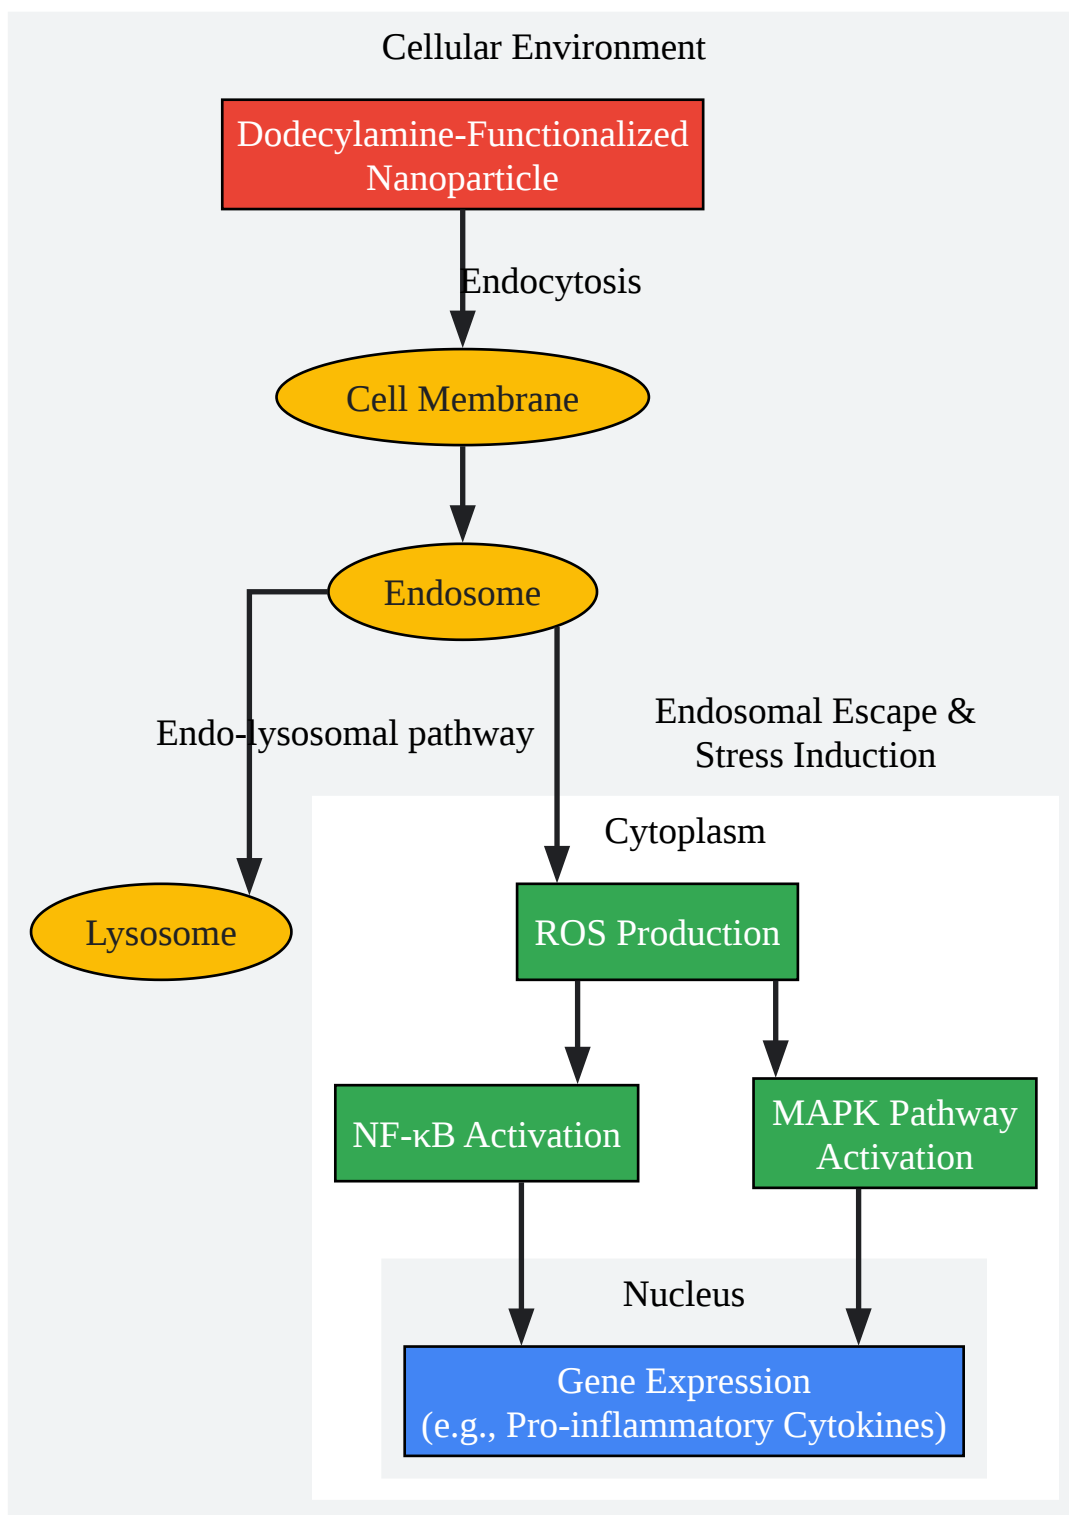 Cellular Environment
Dodecylamine-Functionalized
Nanoparticle
Endocytosis
Cell Membrane
Endosome
Endo-lysosomal pathway
Endosomal Escape &
Stress Induction
Cytoplasm
Lysosome
ROS Production
NF-κB Activation
MAPK Pathway
Activation
Nucleus
Gene Expression
(e.g., Pro-inflammatory Cytokines)